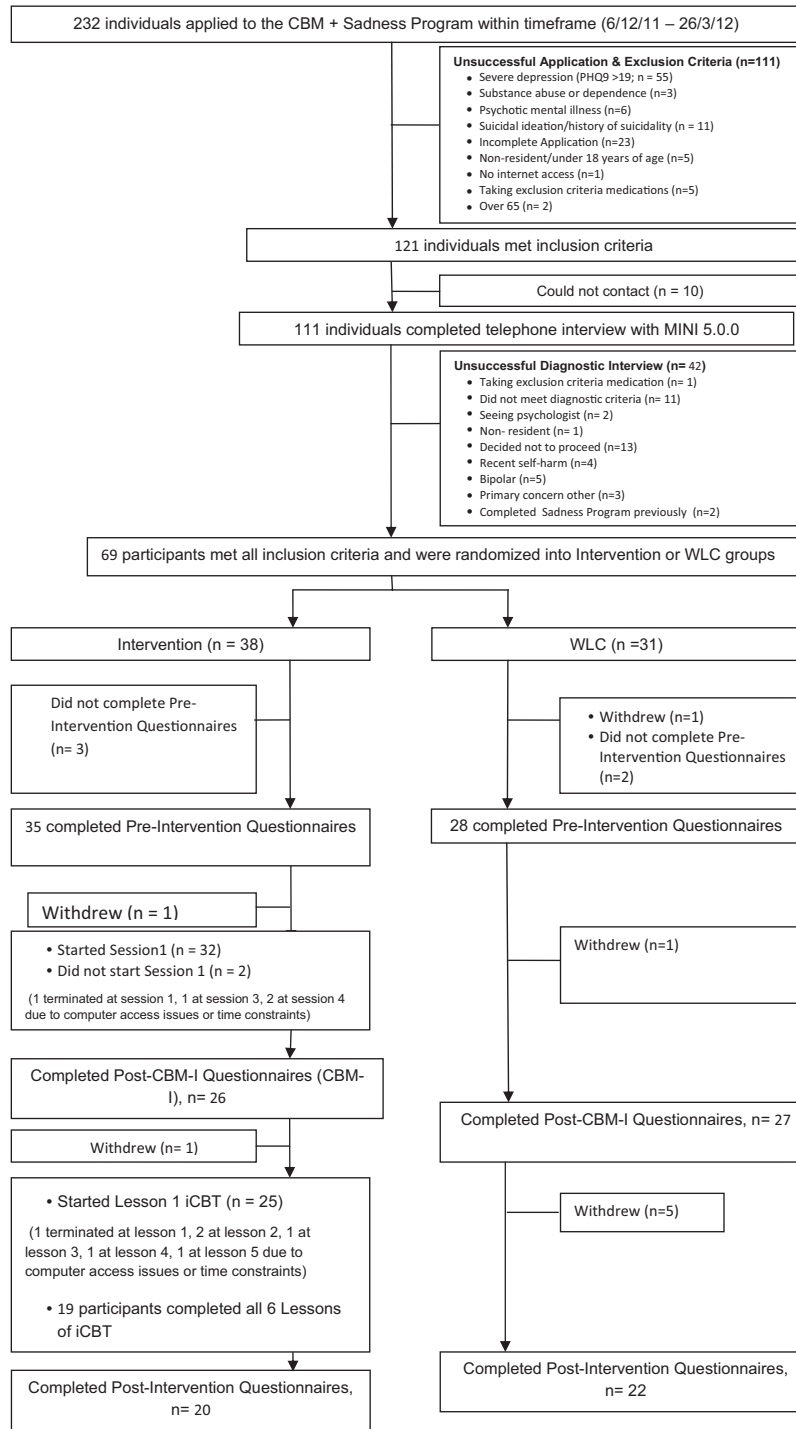 232 individuals applied to the CBM + Sadness Program within timeframe (6/12/11 – 26/3/12)
Unsuccessful Application & Exclusion Criteria (n=111)
• Severe depression (PHQ9 >19; n = 55)
• Substance abuse or dependence (n=3)
• Psychotic mental illness (n=6)
• Suicidal ideation/history of suicidality (n = 11)
• Incomplete Application (n=23)
• Non-resident/under 18 years of age (n=5)
• No internet access (n=1)
• Taking exclusion criteria medications (n=5)
• Over 65 (n= 2)
121 individuals met inclusion criteria
Could not contact (n = 10)
111 individuals completed telephone interview with MINI 5.0.0
Unsuccessful Diagnostic Interview (n= 42)
• Taking exclusion criteria medication (n= 1)
• Did not meet diagnostic criteria (n= 11)
• Seeing psychologist (n= 2)
• Non- resident (n= 1)
• Decided not to proceed (n=13)
• Recent self-harm (n=4)
• Bipolar (n=5)
• Primary concern other (n=3)
• Completed Sadness Program previously (n=2)
69 participants met all inclusion criteria and were randomized into Intervention or WLC groups
Intervention (n = 38)
Did not complete Pre-
Intervention Questionnaires
(n= 3)
35 completed Pre-Intervention Questionnaires
Withdrew (n = 1)
• Started Session1 (n = 32)
• Did not start Session 1 (n = 2)
(1 terminated at session 1, 1 at session 3, 2 at session 4
due to computer access issues or time constraints)
Completed Post-CBM-I Questionnaires (CBM-
I), n= 26
Withdrew (n= 1)
• Started Lesson 1 iCBT (n = 25)
(1 terminated at lesson 1, 2 at lesson 2, 1 at
lesson 3, 1 at lesson 4, 1 at lesson 5 due to
computer access issues or time constraints)
• 19 participants completed all 6 Lessons
of iCBT
Completed Post-Intervention Questionnaires,
n= 20
WLC (n =31)
• Withdrew (n=1)
• Did not complete Pre-
Intervention Questionnaires
(n=2)
28 completed Pre-Intervention Questionnaires
Withdrew (n=1)
Completed Post-CBM-I Questionnaires, n= 27
Withdrew (n=5)
Completed Post-Intervention Questionnaires,
n= 22